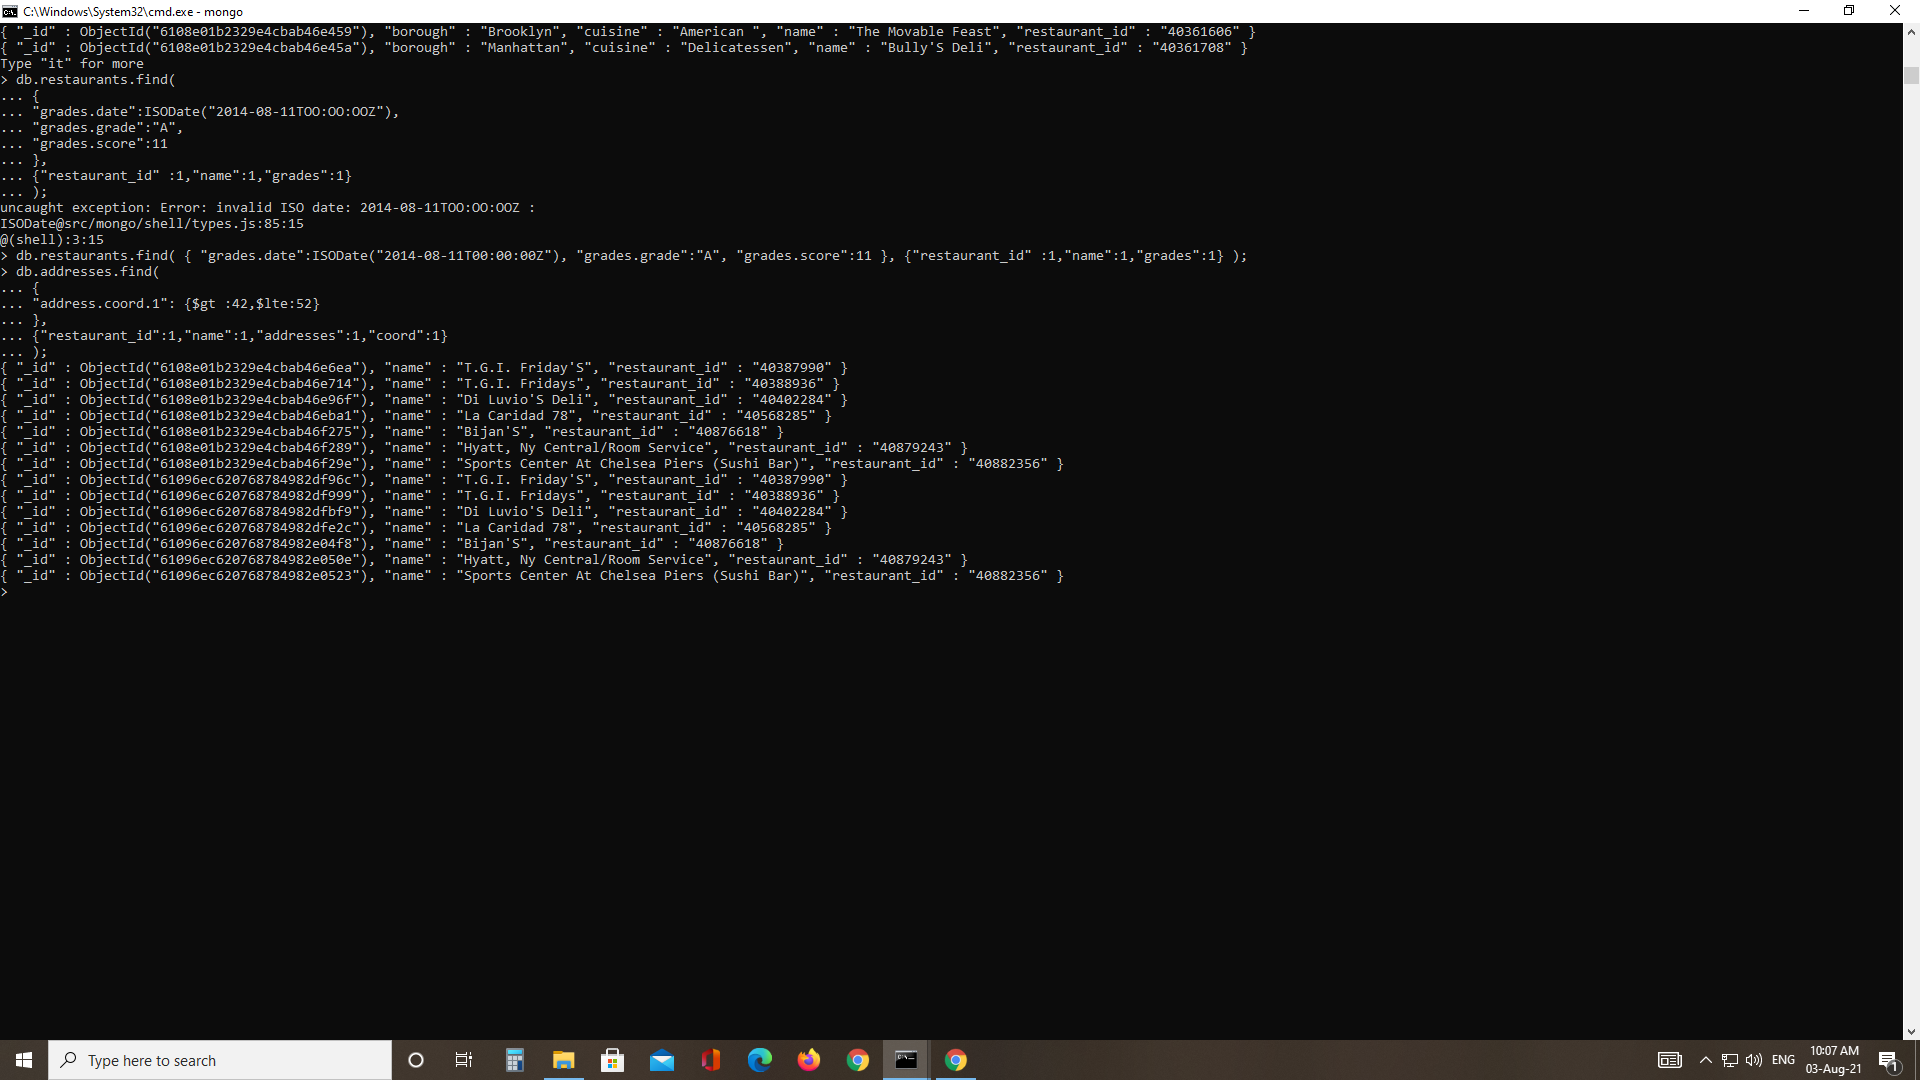 C:\Windows\System32\cmd.exe - mongo
{ "_id" : ObjectId("6108e01b2329e4cbab46e459"), "borough" : "Brooklyn", "cuisine" : "American ", "name" : "The Movable Feast", "restaurant_id" : "40361606" }
{ "_id" : ObjectId("6108e01b2329e4cbab46e45a"), "borough" : "Manhattan", "cuisine" : "Delicatessen", "name" : "Bully'S Deli", "restaurant_id" : "40361708" }
Type "it" for more
> db.restaurants.find(
... {
... "grades.date":ISODate("2014-08-11TOO:OO:OOZ"),
... "grades.grade":"A",
... "grades.score":11
... },
... {"restaurant_id" :1,"name":1,"grades":1}
... );
uncaught exception: Error: invalid ISO date: 2014-08-11TOO:OO:OOZ :
ISODate@src/mongo/shell/types.js:85:15
@(shell):3:15
> db.restaurants.find( { "grades.date":ISODate("2014-08-11T00:00:00Z"), "grades.grade":"A", "grades.score":11 }, {"restaurant_id" :1,"name":1,"grades":1} );
> db.addresses.find(
... {
... "address.coord.1": {$gt :42,$lte:52}
... },
... {"restaurant_id":1,"name":1,"addresses":1,"coord":1}
... );
{ "_id" : ObjectId("6108e01b2329e4cbab46e6ea"), "name" : "T.G.I. Friday'S", "restaurant_id" : "40387990" }
{ "_id" : ObjectId("6108e01b2329e4cbab46e714"), "name" : "T.G.I. Fridays", "restaurant_id" : "40388936" }
{ "_id" : ObjectId("6108e01b2329e4cbab46e96f"), "name" : "Di Luvio'S Deli", "restaurant_id" : "40402284" }
{ "_id" : ObjectId("6108e01b2329e4cbab46eba1"), "name" : "La Caridad 78", "restaurant_id" : "40568285" }
{ "_id" : ObjectId("6108e01b2329e4cbab46f275"), "name" : "Bijan'S", "restaurant_id" : "40876618" }
{ "_id" : ObjectId("6108e01b2329e4cbab46f289"), "name" : "Hyatt, Ny Central/Room Service", "restaurant_id" : "40879243" }
{ "_id" : ObjectId("6108e01b2329e4cbab46f29e"), "name" : "Sports Center At Chelsea Piers (Sushi Bar)", "restaurant_id" : "40882356" }
{ "_id" : ObjectId("61096ec620768784982df96c"), "name" : "T.G.I. Friday'S", "restaurant_id" : "40387990" }
{ "_id" : ObjectId("61096ec620768784982df999"), "name" : "T.G.I. Fridays", "restaurant_id" : "40388936" }
{ "_id" : ObjectId("61096ec620768784982dfbf9"), "name" : "Di Luvio'S Deli", "restaurant_id" : "40402284" }
{ "_id" : ObjectId("61096ec620768784982dfe2c"), "name" : "La Caridad 78", "restaurant_id" : "40568285" }
{ "_id" : ObjectId("61096ec620768784982e04f8"), "name" : "Bijan'S", "restaurant_id" : "40876618" }
{ "_id" : ObjectId("61096ec620768784982e050e"), "name" : "Hyatt, Ny Central/Room Service", "restaurant_id" : "40879243" }
{ "_id" : ObjectId("61096ec620768784982e0523"), "name" : "Sports Center At Chelsea Piers (Sushi Bar)", "restaurant_id" : "40882356" }
>
Type here to search
ENG
10:07 AM
03-Aug-21
1